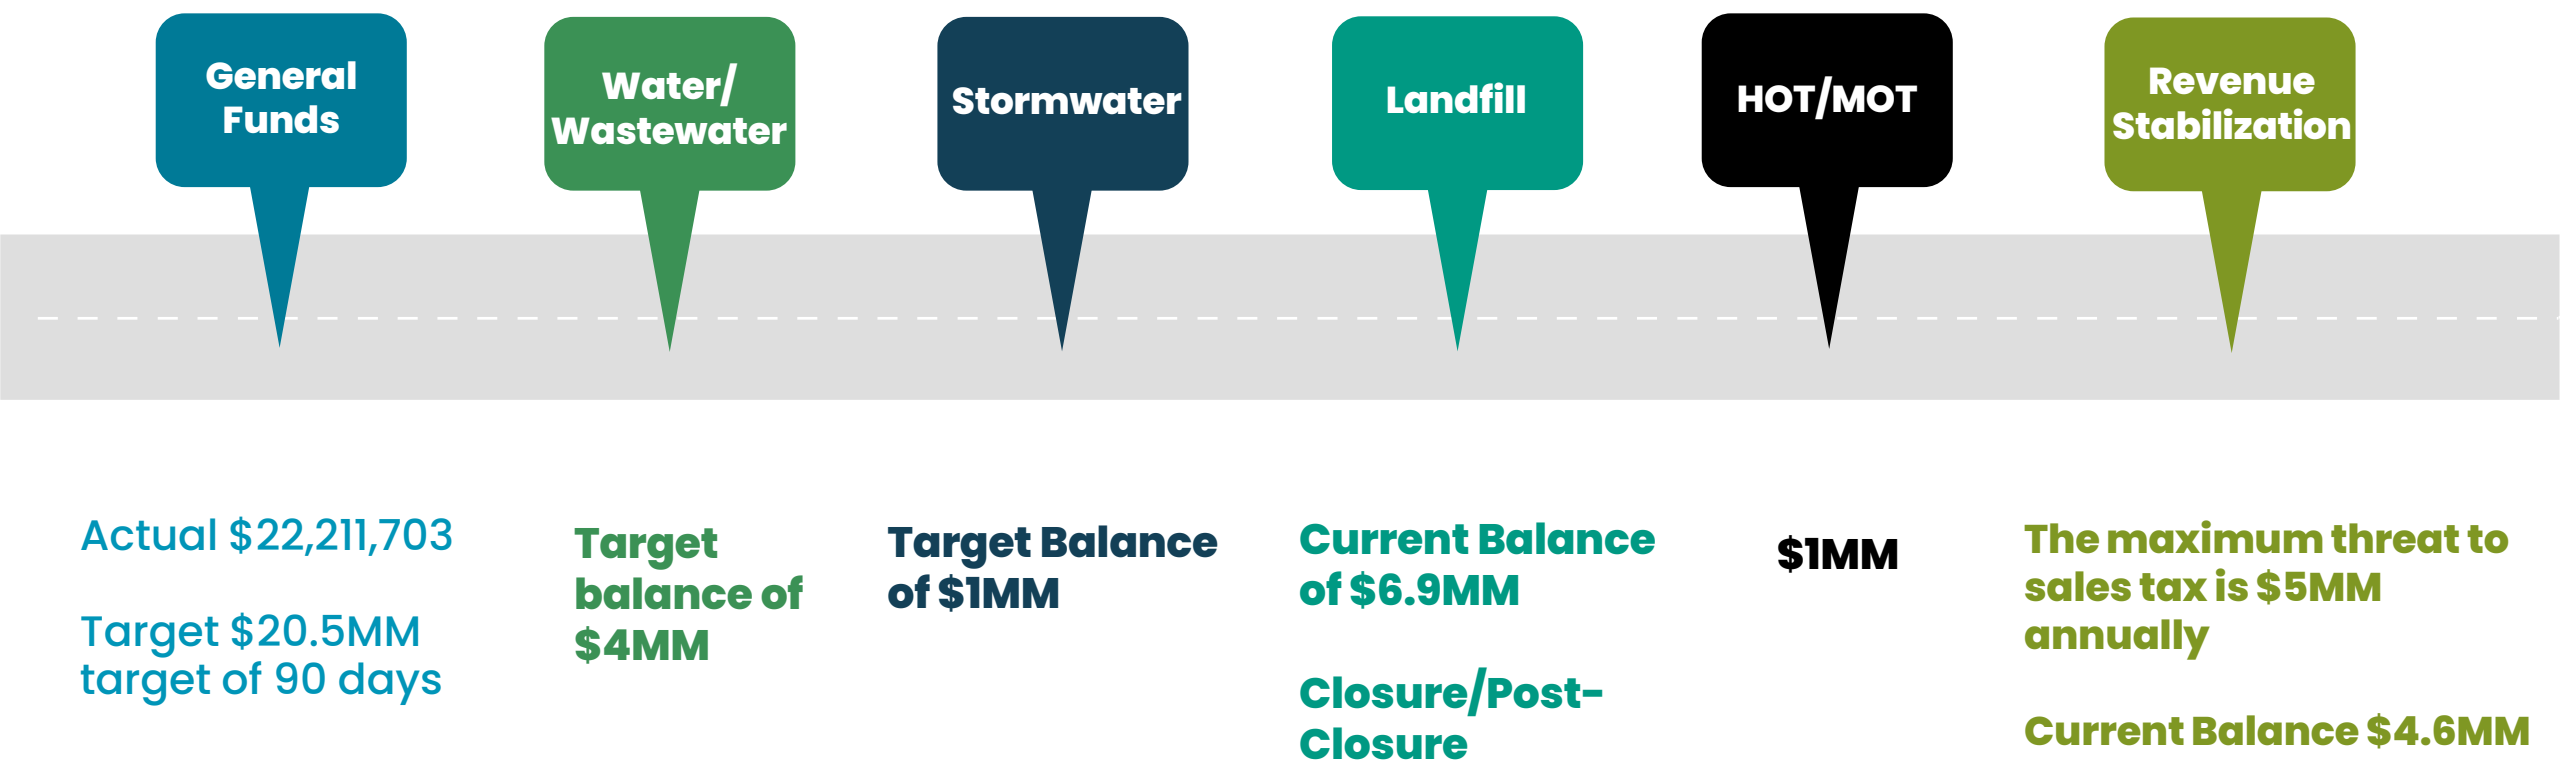 General
Funds
Water/
Wastewater
Stormwater
Landfill
HOT/MOT
Revenue
Stabilization
Actual $22,211,703
Target $20.5MM
target of 90 days
Target
balance of
$4MM
Target Balance
of $1MM
Current Balance
of $6.9MM
Closure/Post-
Closure
$1MM
The maximum threat to
sales tax is $5MM
annually
Current Balance $4.6MM